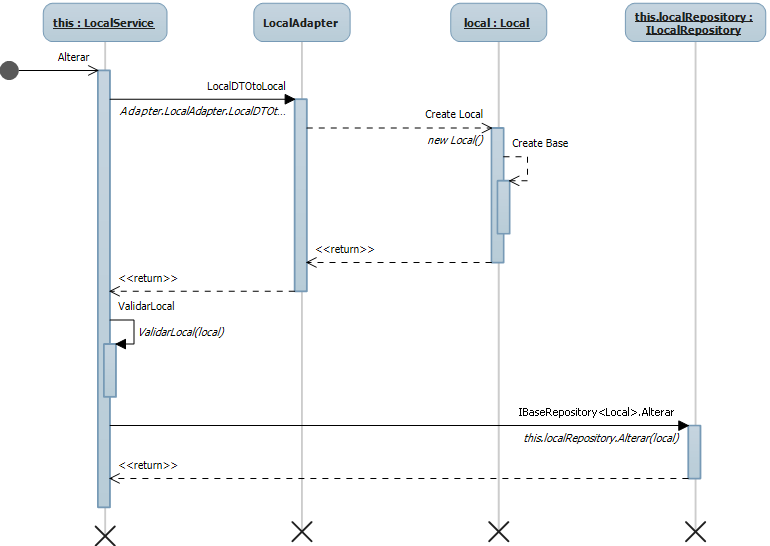 this : LocalService
LocalAdapter
local : Local
this.localRepository :
ILocalRepository
Alterar
LocalDTOtoLocal
Adapter.LocalAdapter.LocalDTOt...
Create Local
new Local()
Create Base
<<return>>
<<return>>
ValidarLocal
ValidarLocal(local)
IBaseRepository<Local>.Alterar
this.localRepository.Alterar(local)
<<return>>